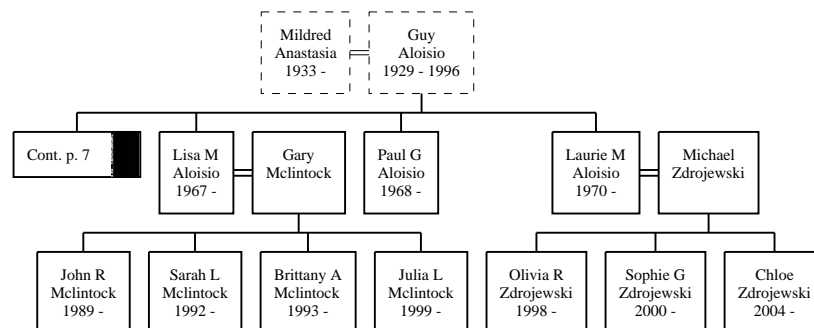 Mildred
Anastasia
1933 -
Guy
Aloisio
1929 - 1996
Cont. p. 7
Lisa M
Aloisio
1967 -
Gary
Mclintock
Paul G
Aloisio
1968 -
Laurie M
Aloisio
1970 -
Michael
Zdrojewski
John R
Mclintock
1989 -
Sarah L
Mclintock
1992 -
Brittany A
Mclintock
1993 -
Julia L
Mclintock
1999 -
Olivia R
Zdrojewski
1998 -
Sophie G
Zdrojewski
2000 -
Chloe
Zdrojewski
2004 -